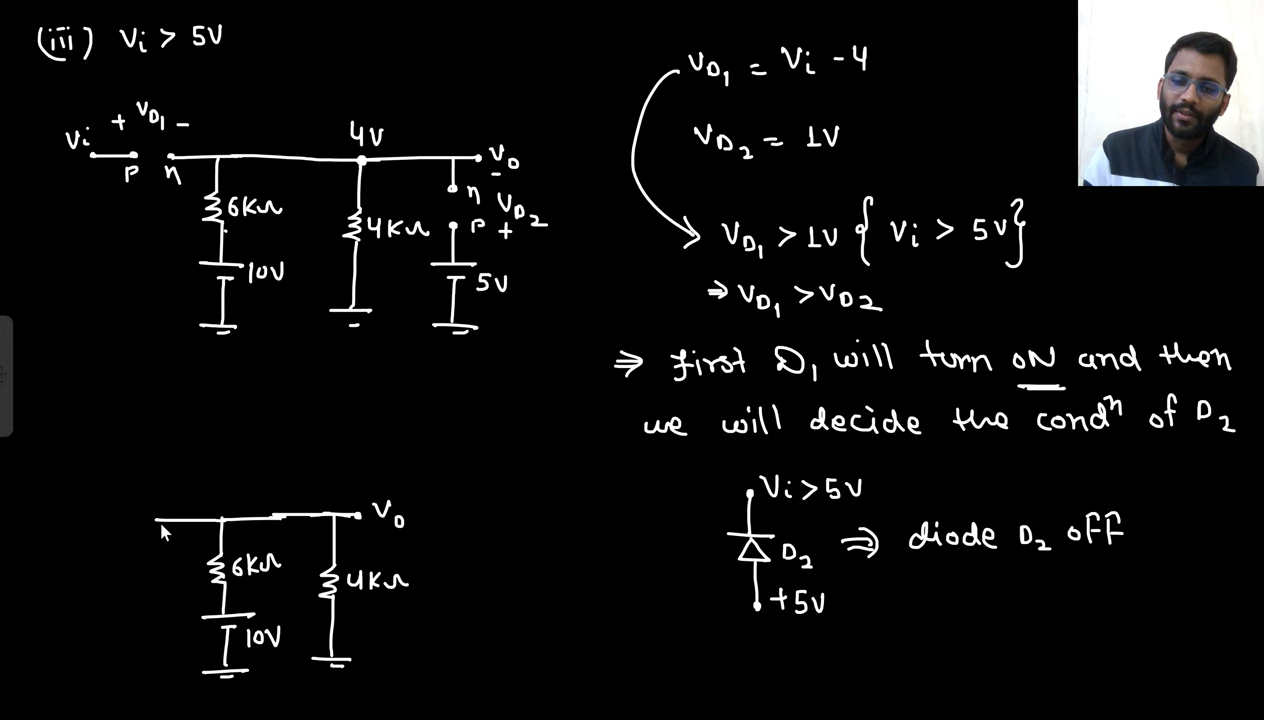 (iii) Vi > 5V
+ VD1 -
Vi
P n
4V
VO
6KΩ
10V
4KΩ
n
- VD2
P +
5V
VD1 = Vi - 4
VD2 = 1V
VD1 > 1V { Vi > 5V }
⇒ VD1 > VD2
⇒ first D1 will turn ON and then
we will decide the condn of D2
Vi > 5V
D2 ⇒ diode D2 off
+5V
VO
6KΩ
4KΩ
10V